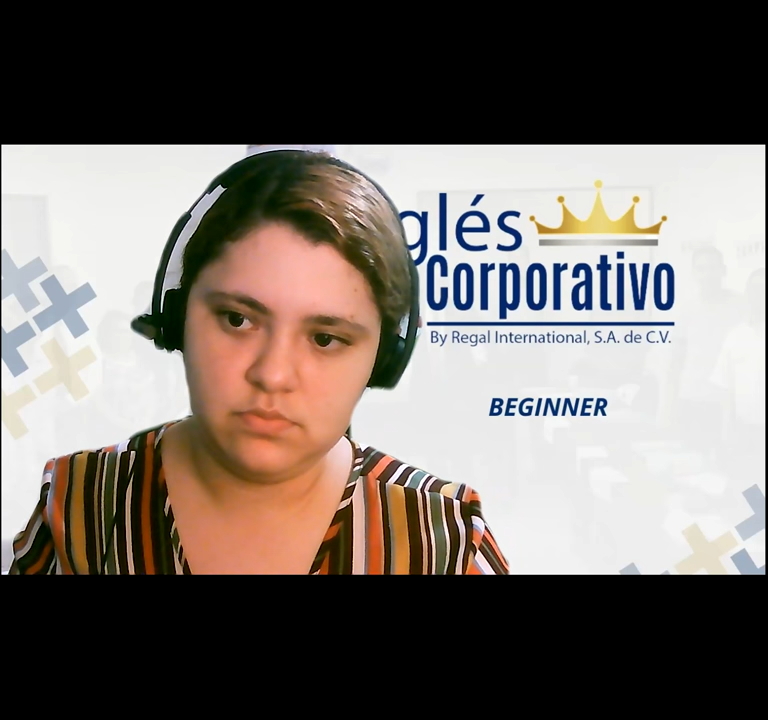 glés
Corporativo
By Regal International, S.A. de C.V.
BEGINNER